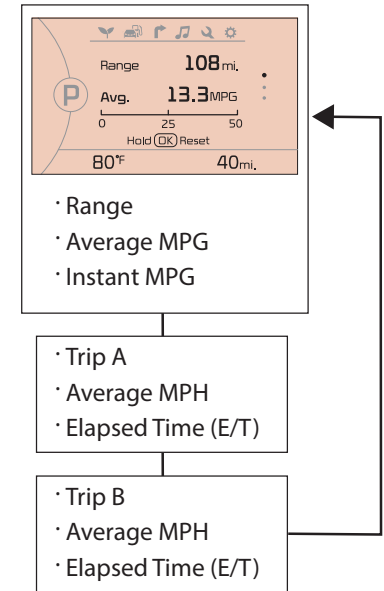 Range 108 mi.
P
Avg. 13.3 MPG
0 25 50
Hold OK Reset
80°F 40mi.
· Range
· Average MPG
· Instant MPG
· Trip A
· Average MPH
· Elapsed Time (E/T)
· Trip B
· Average MPH
· Elapsed Time (E/T)